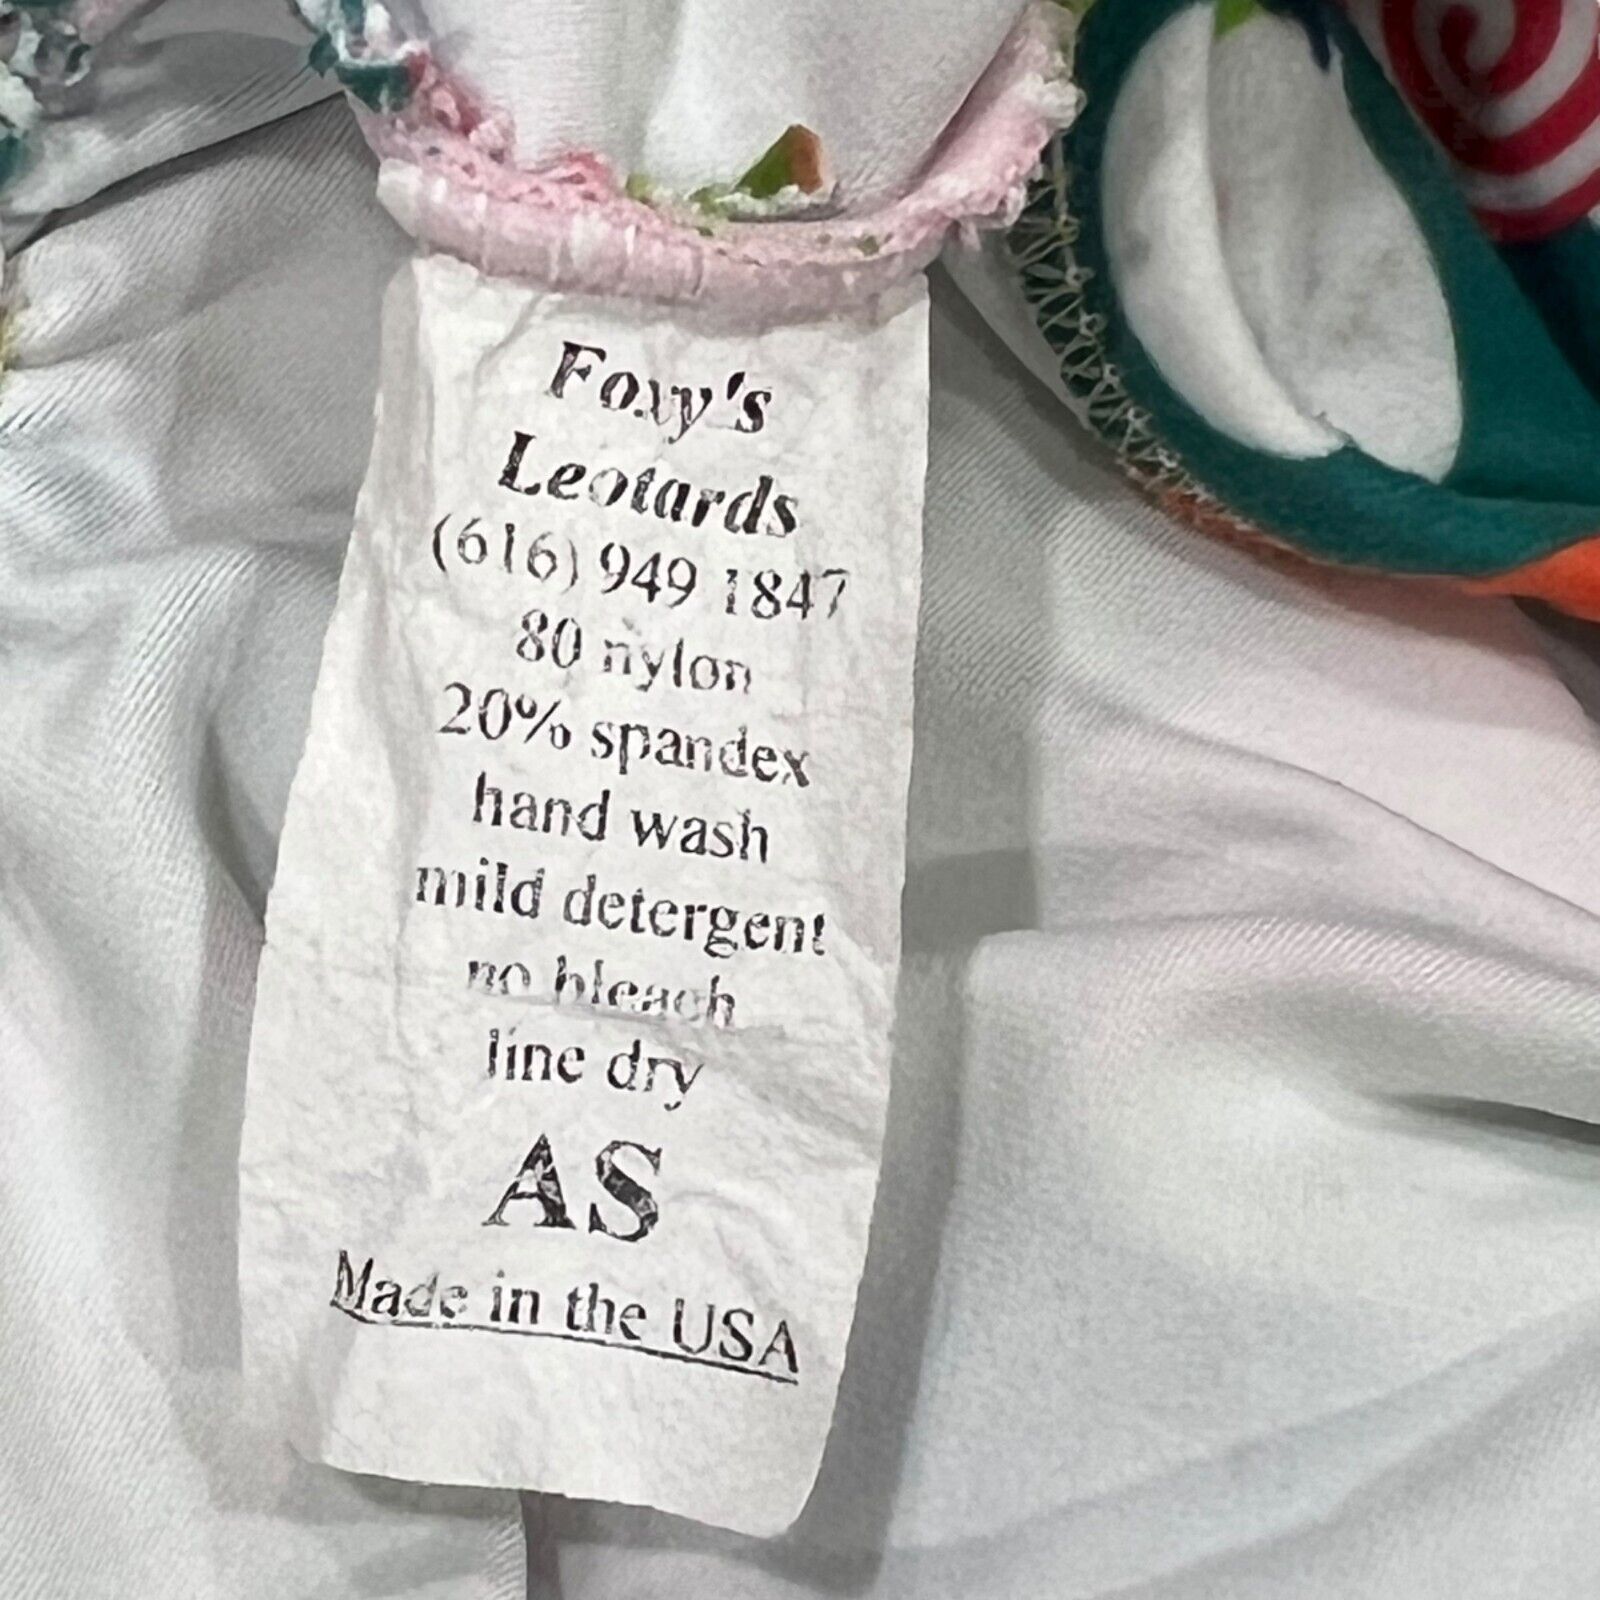 Foxy's
Leotards
(616) 949 1847
80 nylon
20% spandex
hand wash
mild detergent
no bleach
line dry
AS
Made in the USA